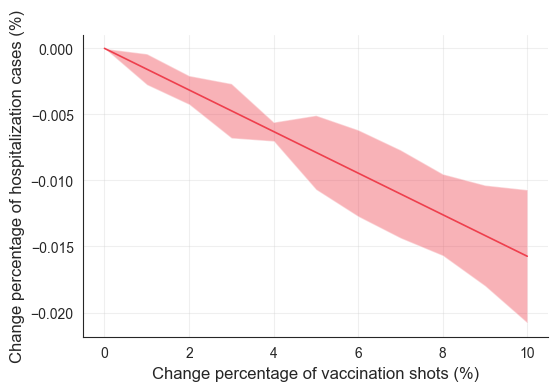 Change percentage of hospitalization cases (%)
0.000
−0.005
−0.010
−0.015
−0.020
0 2 4 6 8 10
Change percentage of vaccination shots (%)